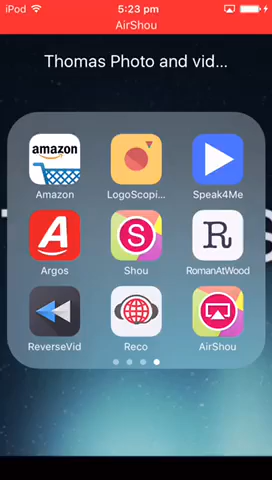 iPod 5:23 pm
AirShou
Thomas Photo and vid...
amazon
Amazon LogoScopi... Speak4Me
A S R
Argos Shou RomanAtWood
ReverseVid Reco AirShou